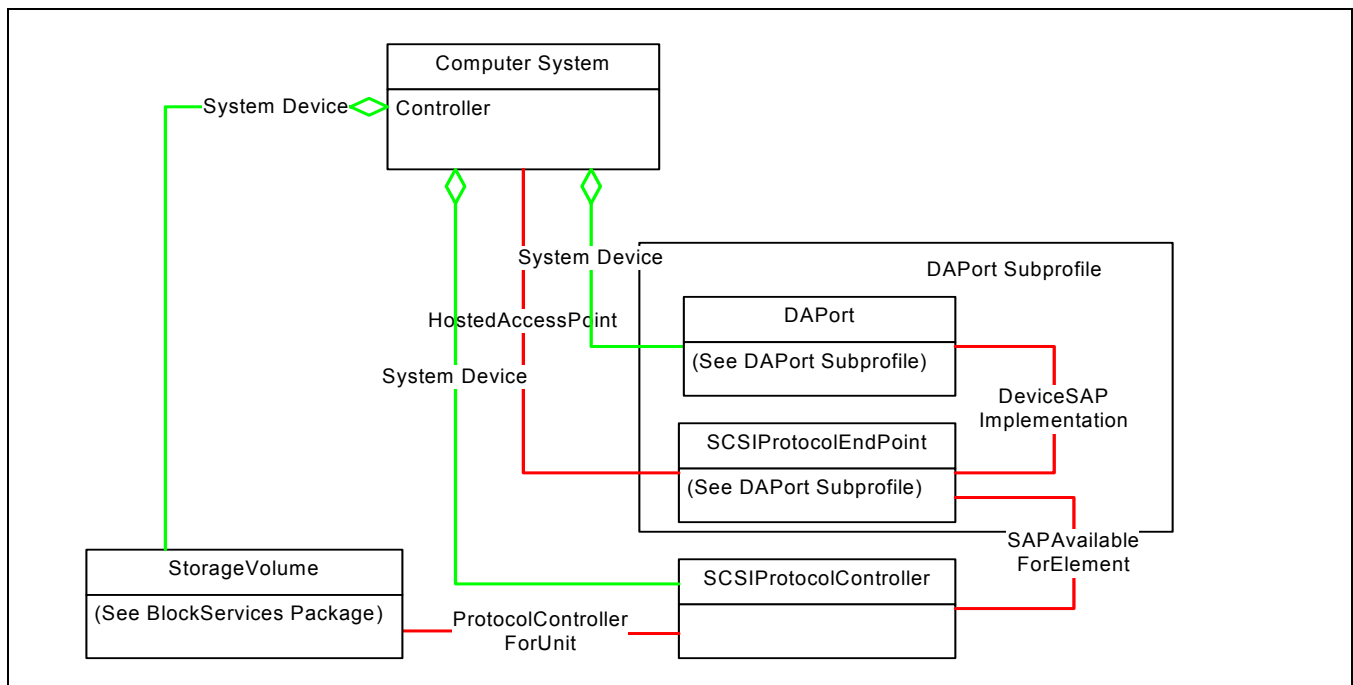 Computer System
System Device
Controller
System Device
DAPort Subprofile
DAPort
HostedAccessPoint
(See DAPort Subprofile)
System Device
DeviceSAP
Implementation
SCSIProtocolEndPoint
(See DAPort Subprofile)
SAPAvailable
ForElement
StorageVolume
SCSIProtocolController
(See BlockServices Package)
ProtocolController
ForUnit